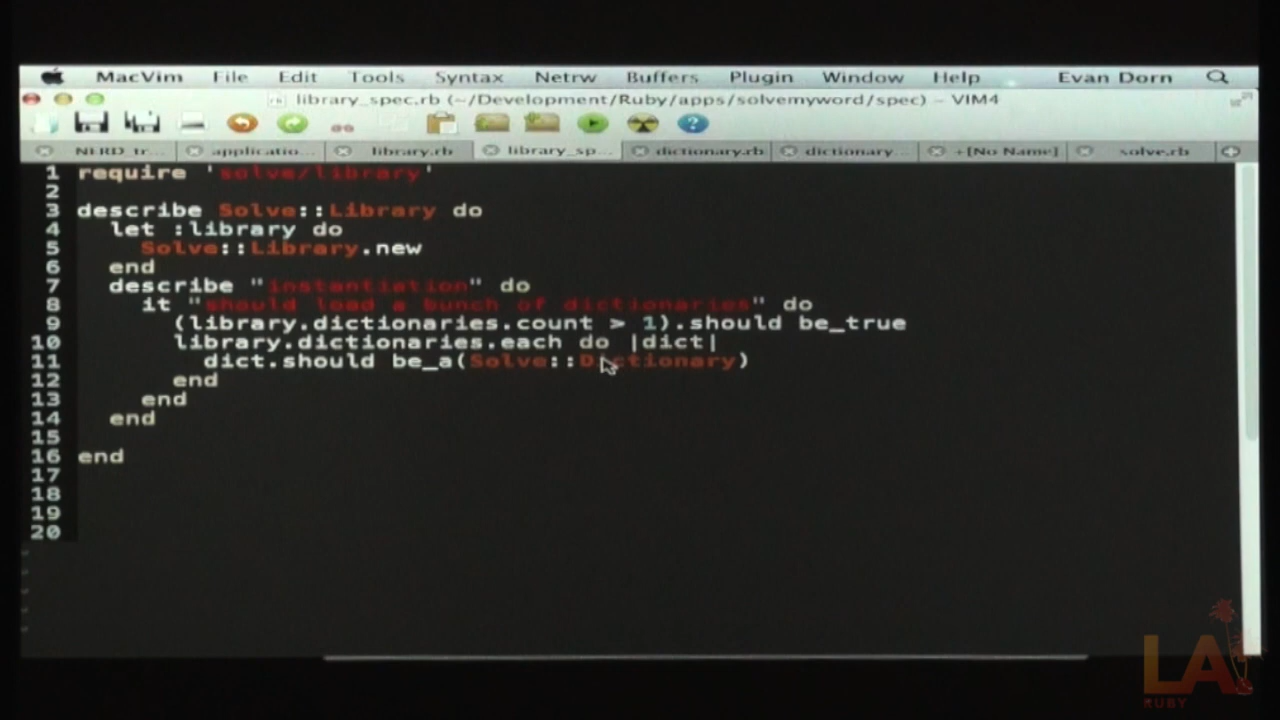 MacVim File Edit Tools Syntax Netrw Buffers Plugin Window Help Evan Dorn
library_spec.rb (~/Development/Ruby/apps/solvemyword/spec) – VIM4
NERD_tr... applicatio... library.rb library_sp... dictionary.rb dictionary... +[No Name] solve.rb
1 require 'solve/library'
2
3 describe Solve::Library do
4 let :library do
5 Solve::Library.new
6 end
7 describe "instantiation" do
8 it "should load a bunch of dictionaries" do
9 (library.dictionaries.count > 1).should be_true
10 library.dictionaries.each do |dict|
11 dict.should be_a(Solve::Dictionary)
12 end
13 end
14 end
15
16 end
17
18
19
20
LA
RUBY